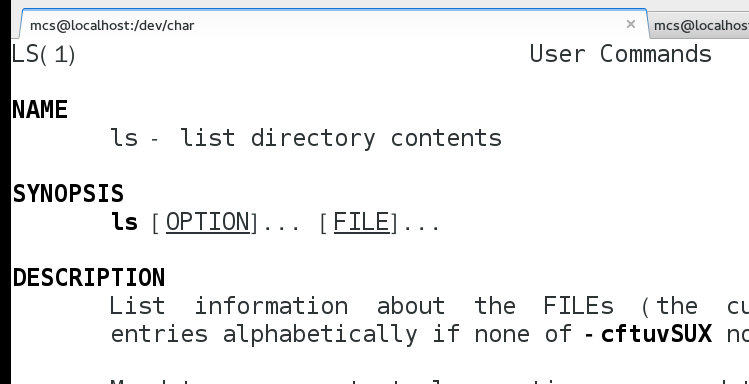 mcs@localhost:/dev/char × mcs@localhost
LS(1) User Commands
NAME
ls - list directory contents
SYNOPSIS
ls [OPTION]... [FILE]...
DESCRIPTION
List information about the FILEs (the cu
entries alphabetically if none of -cftuvSUX no